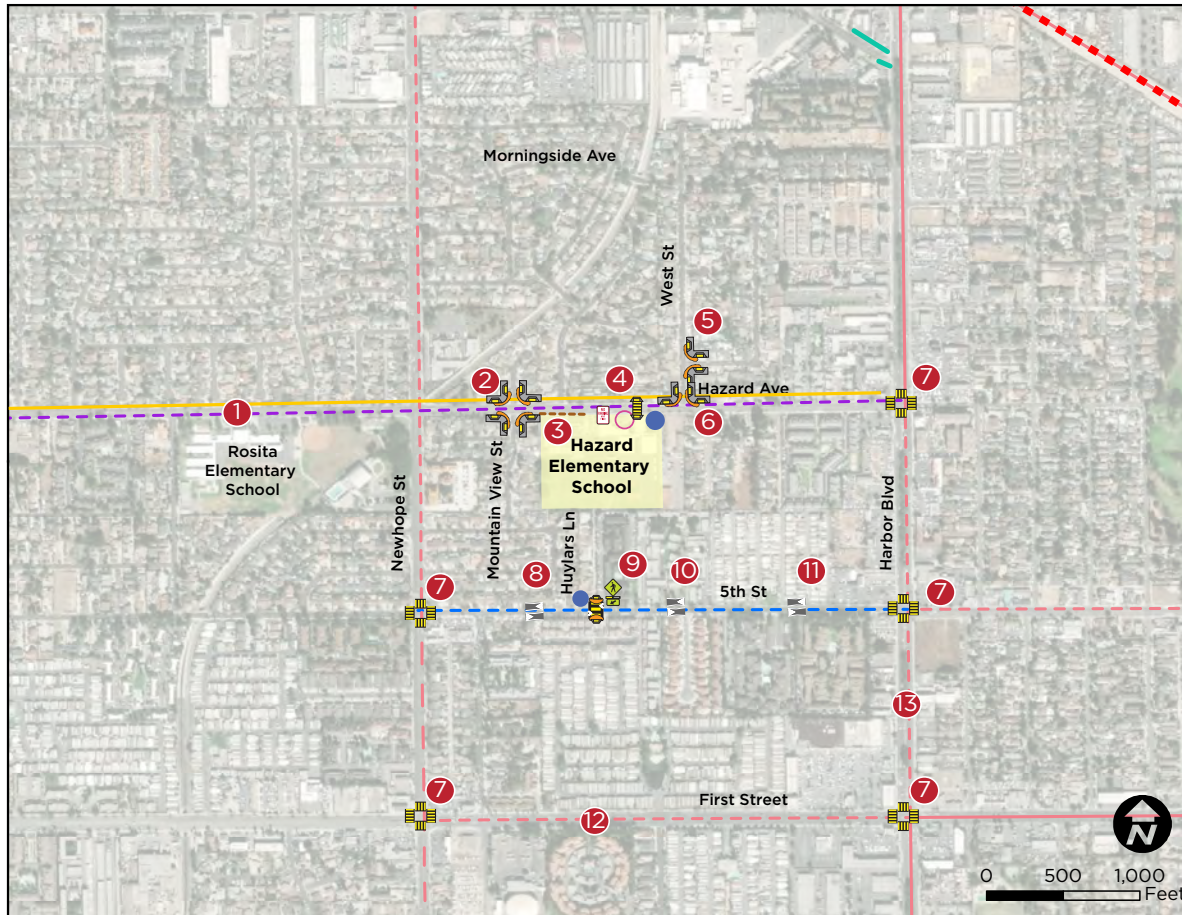 Morningside Ave
West St
5
2
4
Hazard Ave
7
1
3
6
Rosita
Elementary
School
Hazard
Elementary
School
Newhope St
Mountain View St
Huylars Ln
Harbor Blvd
8
9
10
11
5th St
7
7
13
7
First Street
7
12
N
0 500 1,000
Feet